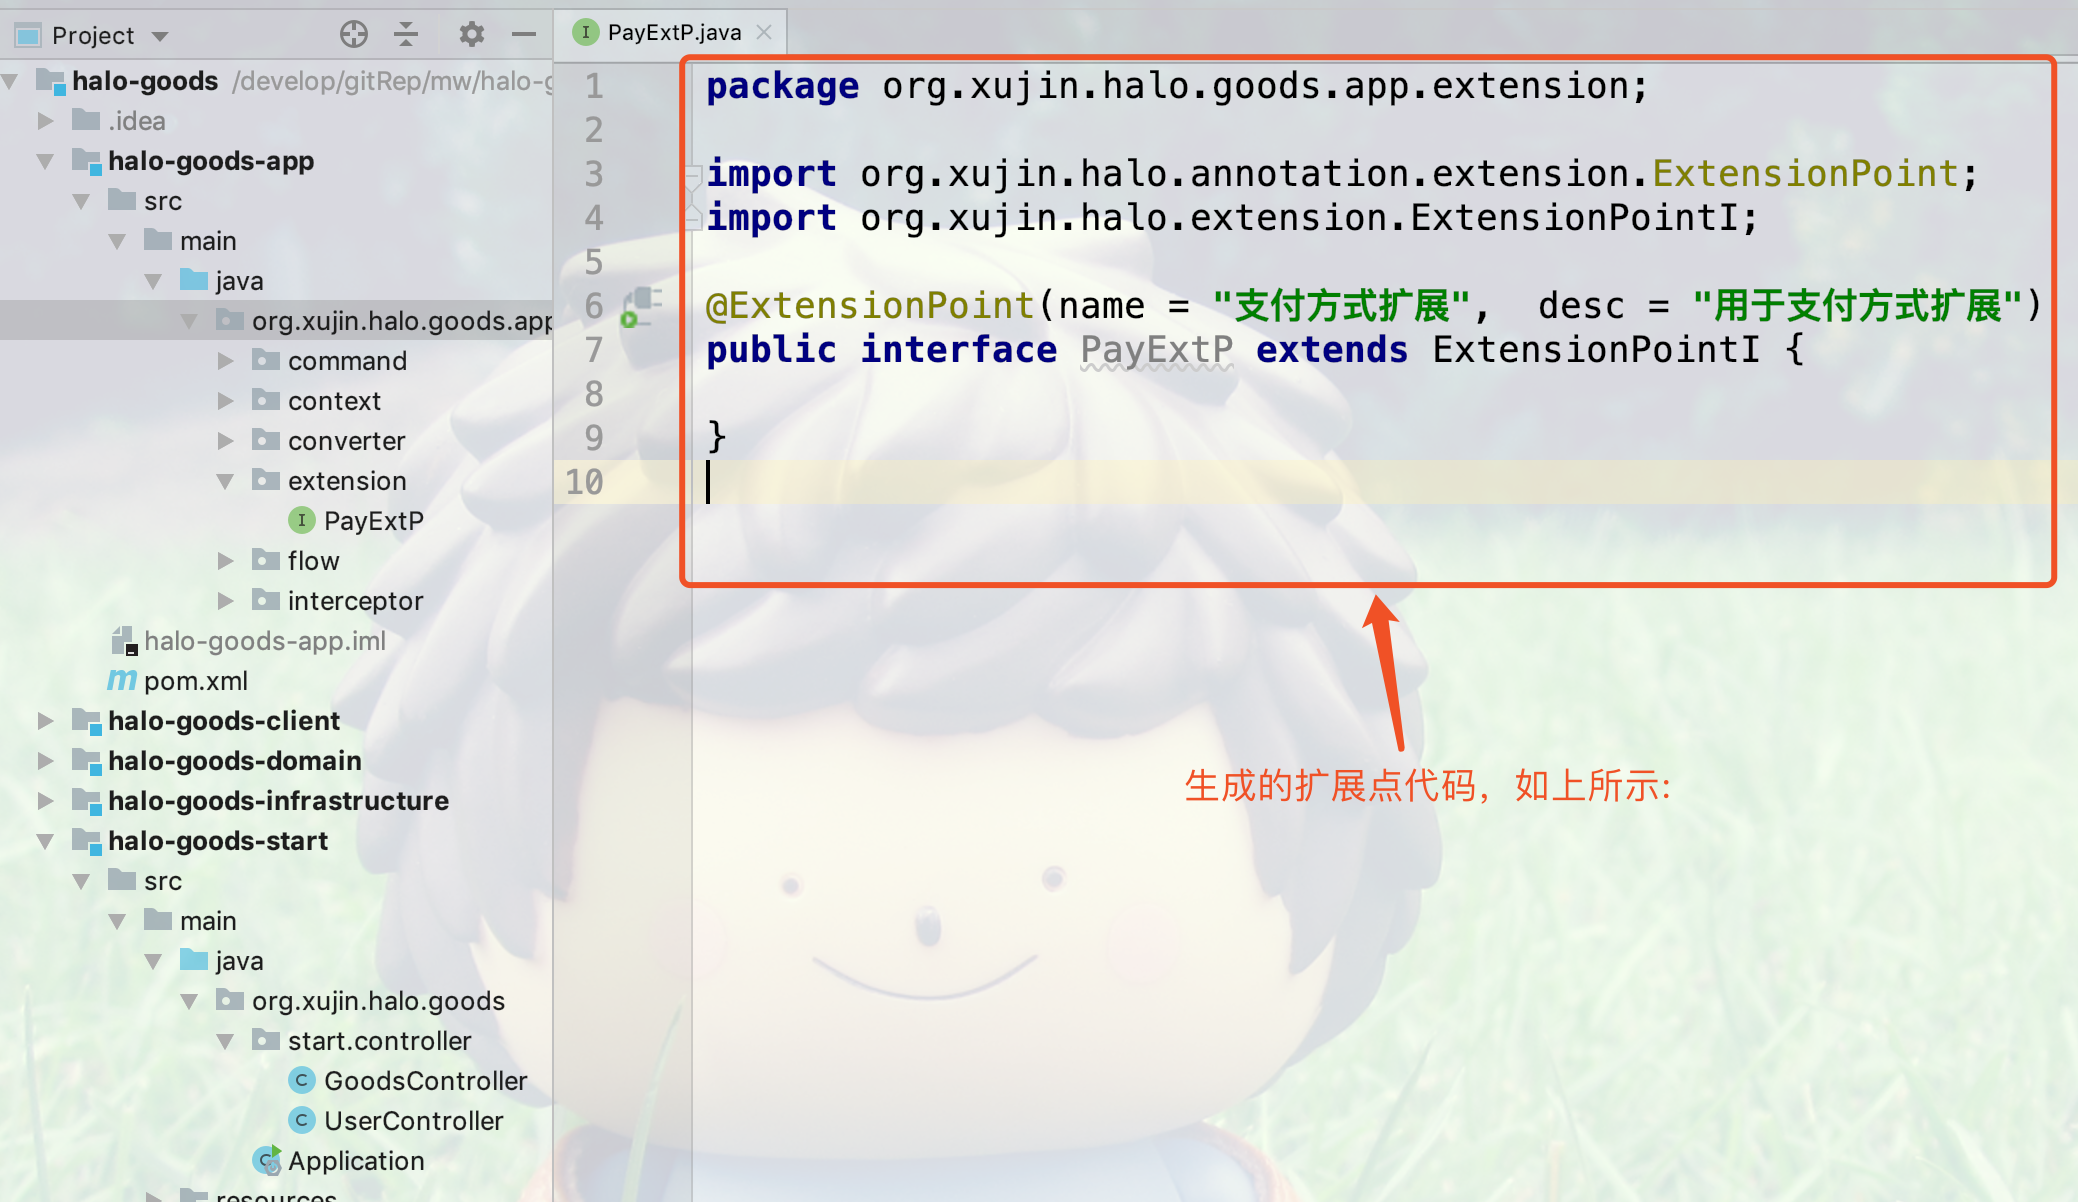 Project
halo-goods /develop/gitRep/mw/halo-g
.idea
halo-goods-app
src
main
java
org.xujin.halo.goods.app
command
context
converter
extension
PayExtP
flow
interceptor
halo-goods-app.iml
pom.xml
halo-goods-client
halo-goods-domain
halo-goods-infrastructure
halo-goods-start
src
main
java
org.xujin.halo.goods
start.controller
GoodsController
UserController
Application
resources
PayExtP.java
1 package org.xujin.halo.goods.app.extension;
2
3 import org.xujin.halo.annotation.extension.ExtensionPoint;
4 import org.xujin.halo.extension.ExtensionPointI;
5
6 @ExtensionPoint(name = "支付方式扩展", desc = "用于支付方式扩展")
7 public interface PayExtP extends ExtensionPointI {
8
9 }
10
生成的扩展点代码，如上所示: